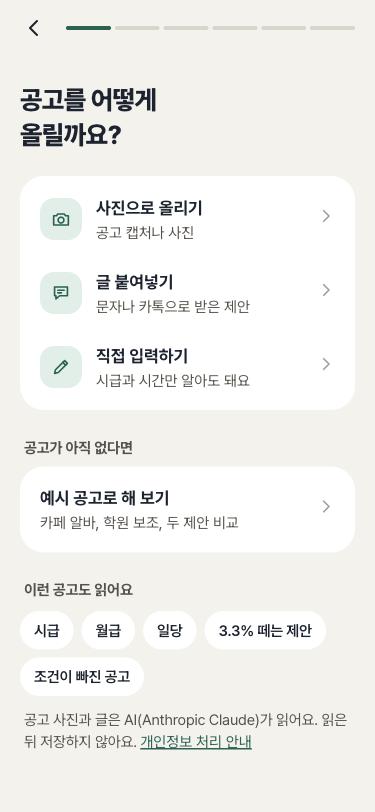 공고를 어떻게
올릴까요?
사진으로 올리기
공고 캡처나 사진
글 붙여넣기
문자나 카톡으로 받은 제안
직접 입력하기
시급과 시간만 알아도 돼요
공고가 아직 없다면
예시 공고로 해 보기
카페 알바, 학원 보조, 두 제안 비교
이런 공고도 읽어요
시급 월급 일당 3.3% 떼는 제안
조건이 빠진 공고
공고 사진과 글은 AI(Anthropic Claude)가 읽어요. 읽은
뒤 저장하지 않아요. 개인정보 처리 안내